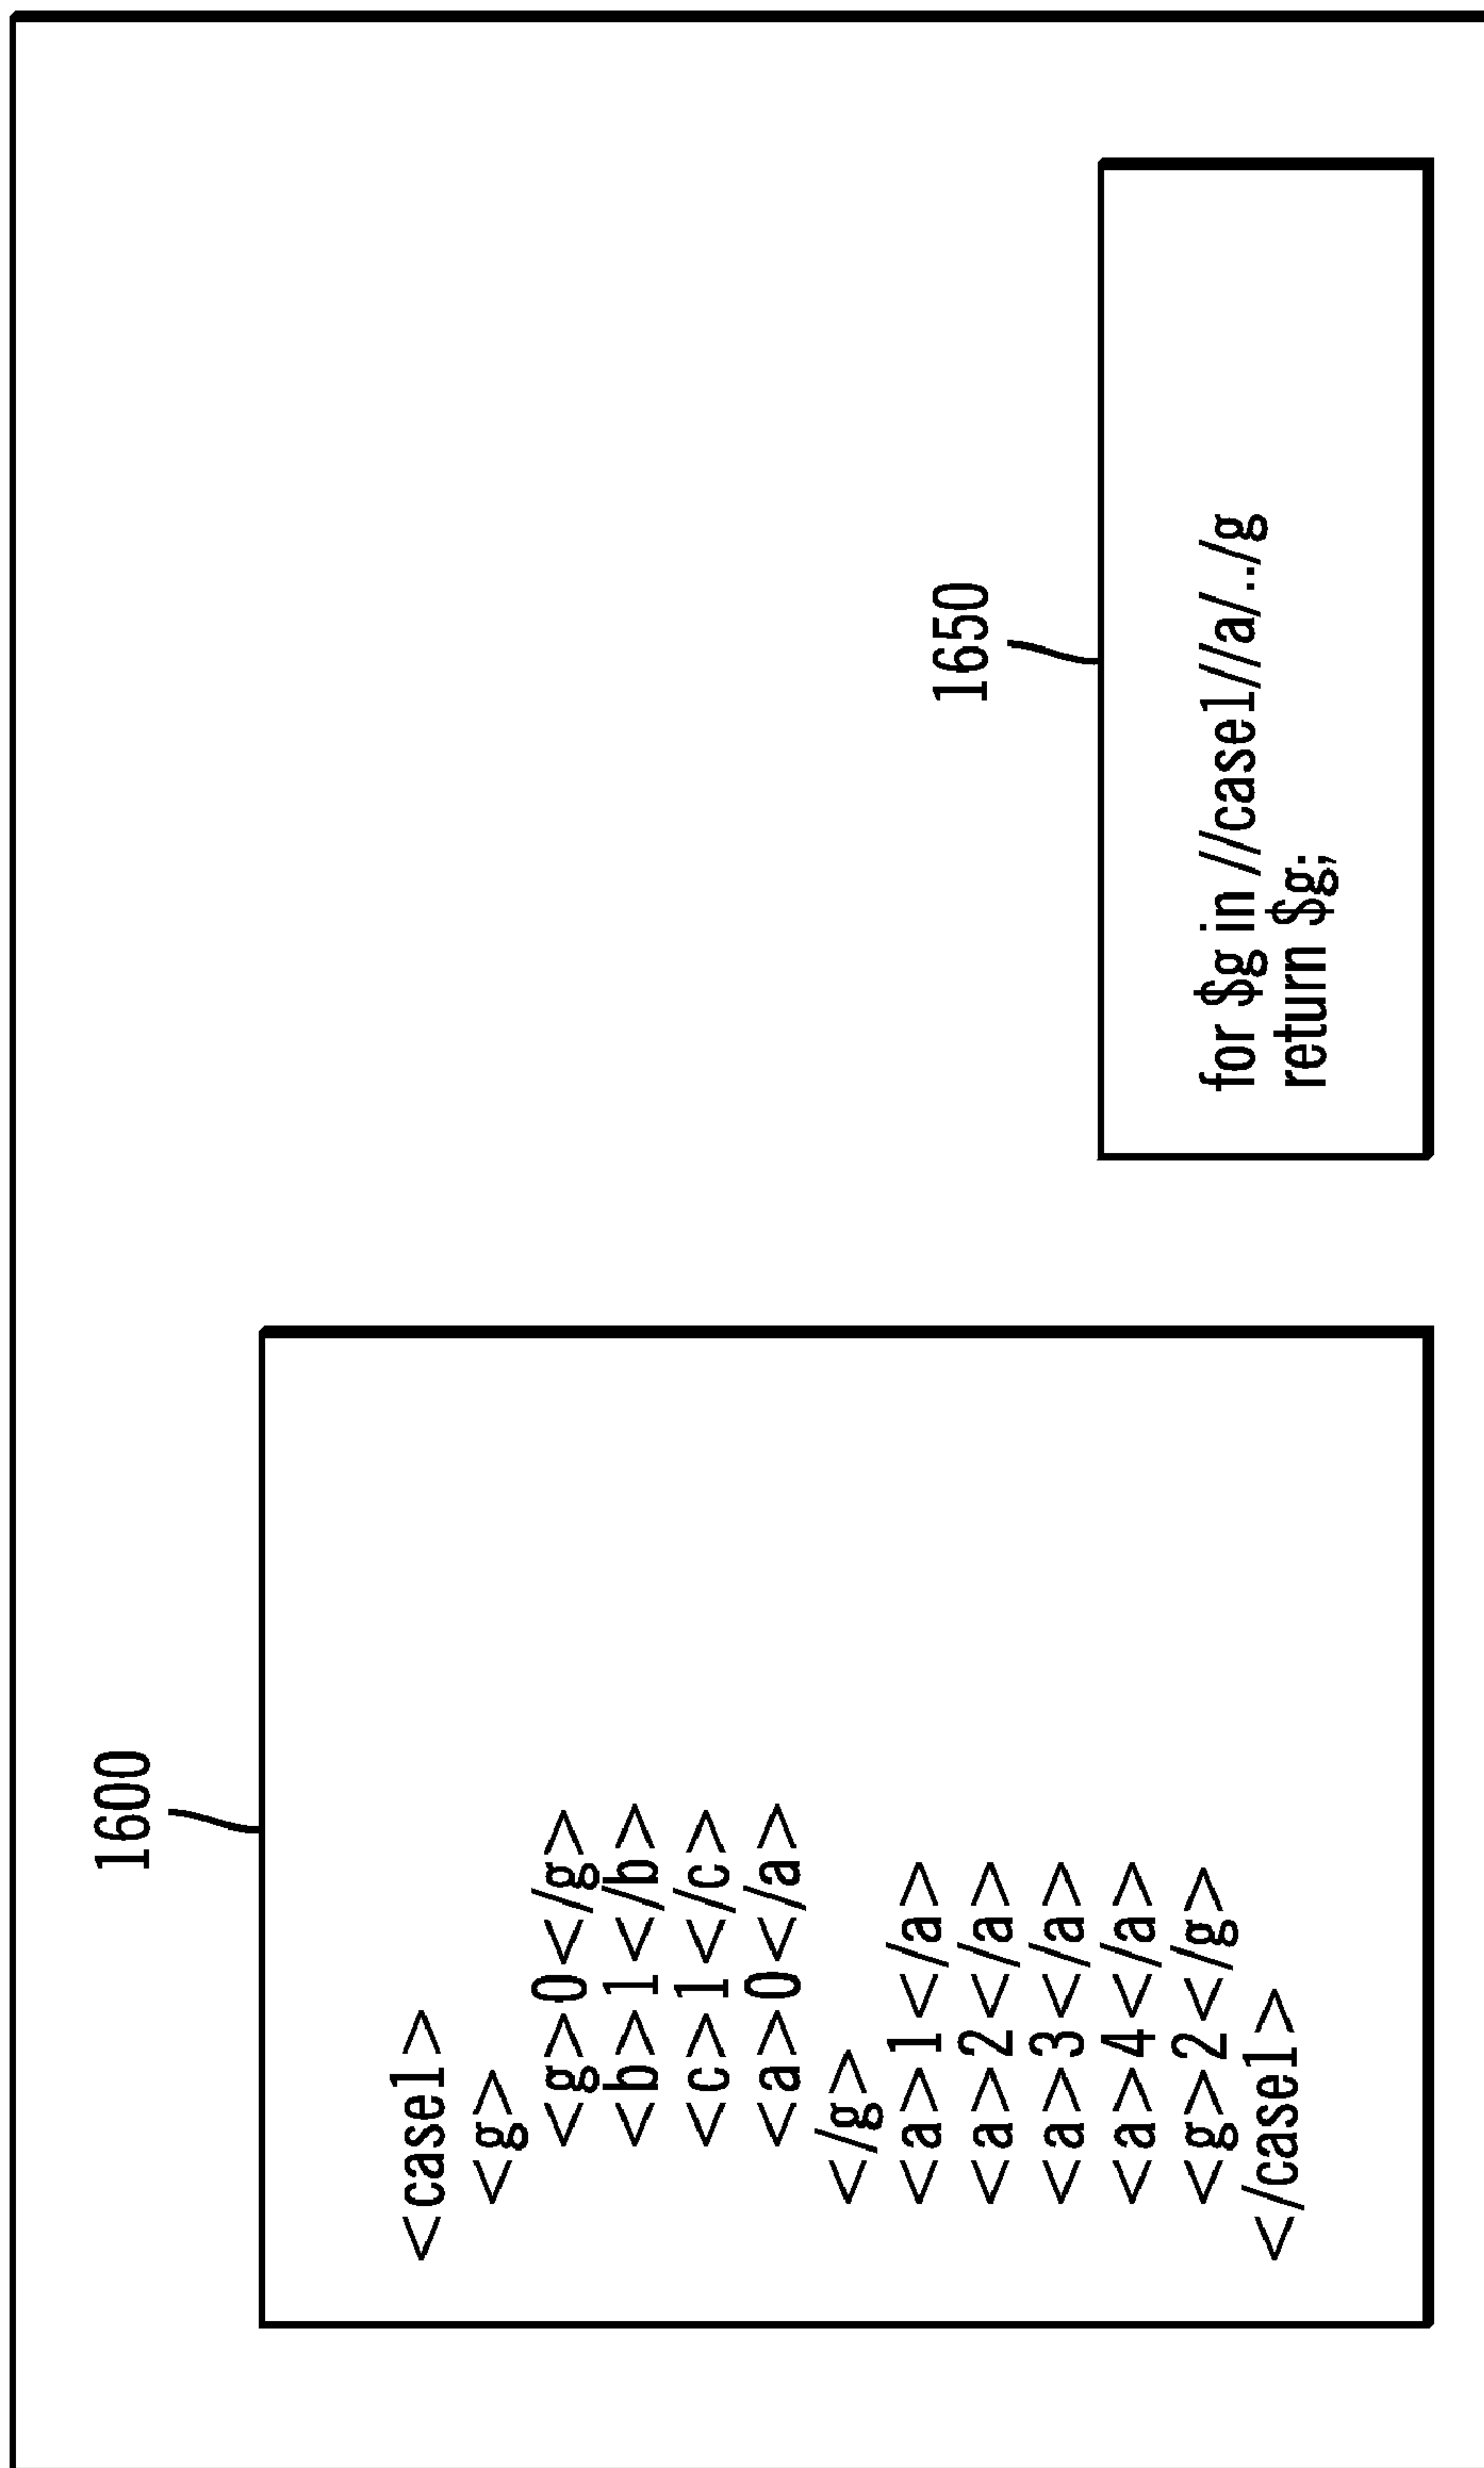 1600
<case1>
<g>
<g>0</g>
<b>1</b>
<c>1</c>
<a>0</a>
</g>
<a>1</a>
<a>2</a>
<a>3</a>
<a>4</a>
<g>2</g>
</case1>
1650
for $g in //case1//a/../g
return $g;